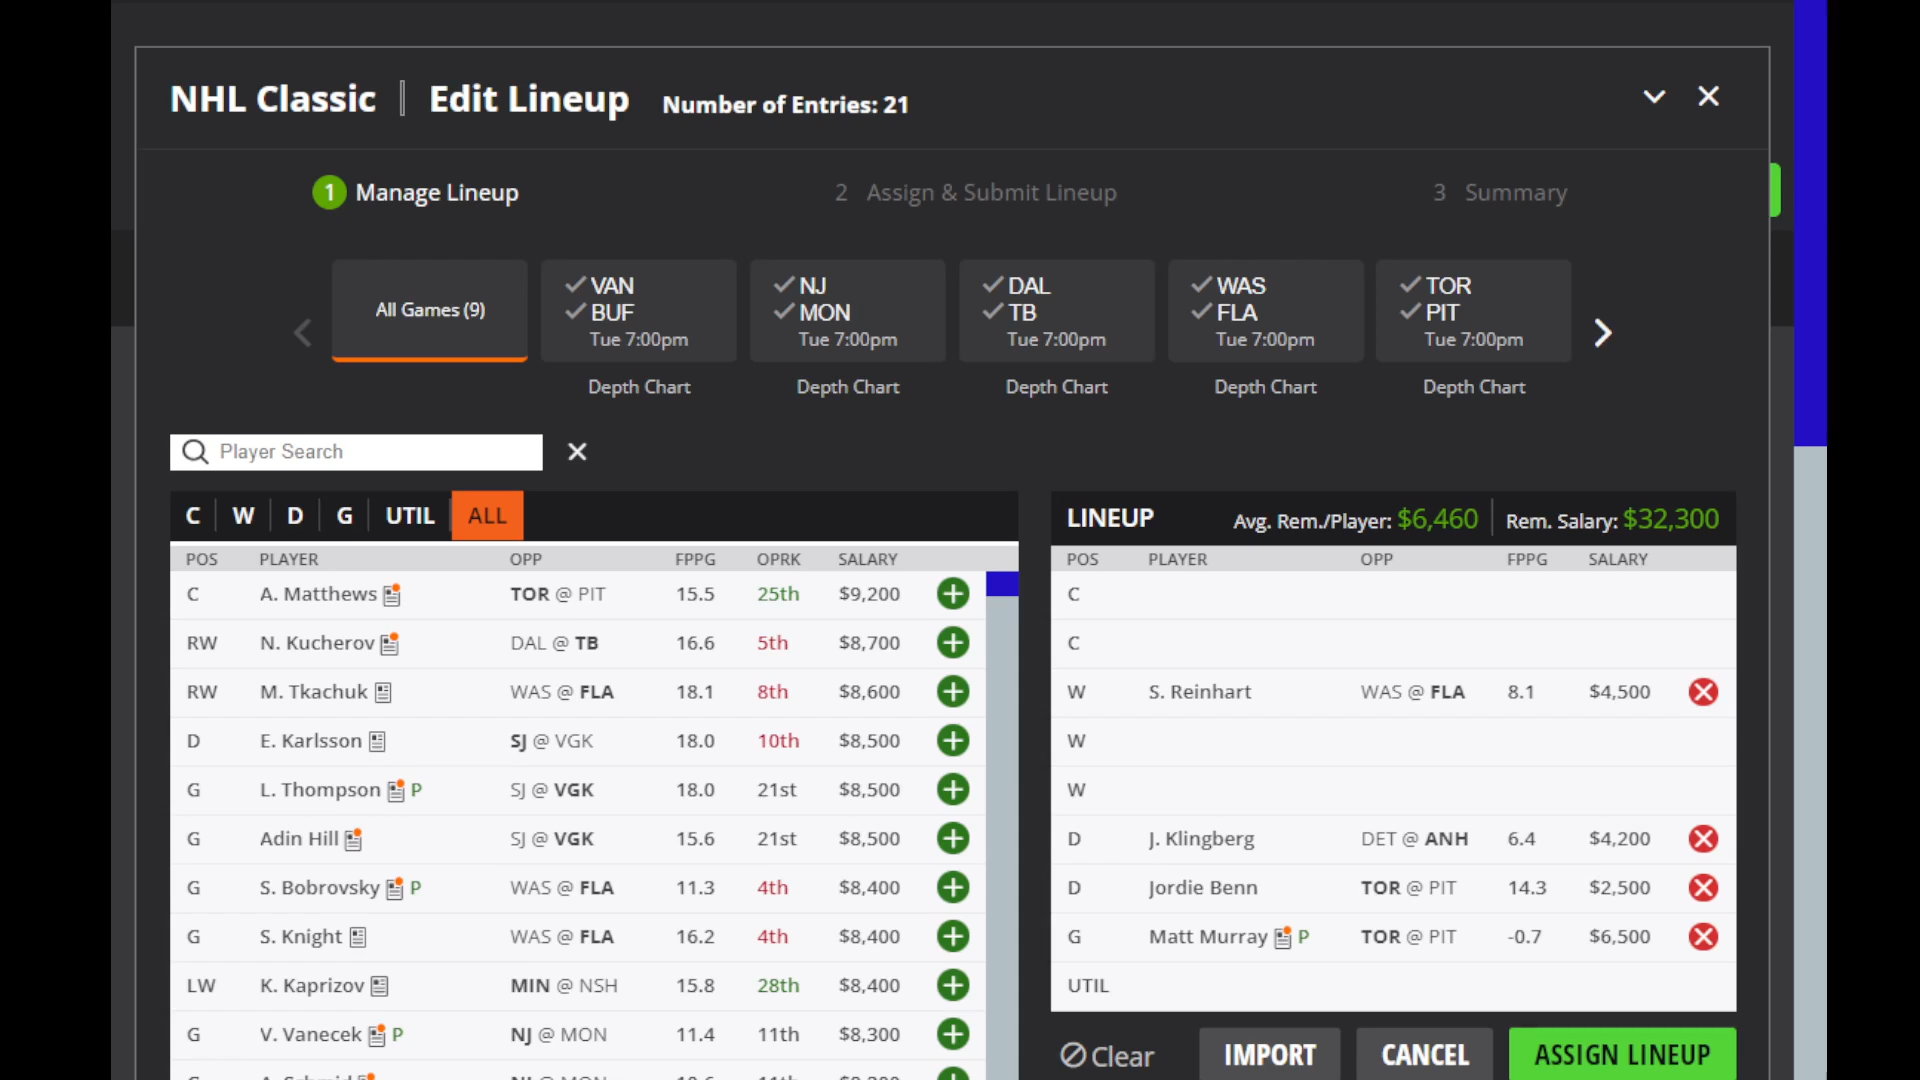 NHL Classic | Edit Lineup Number of Entries: 21
1 Manage Lineup 2 Assign & Submit Lineup 3 Summary
All Games (9)
VAN
BUF
Tue 7:00pm
Depth Chart
NJ
MON
Tue 7:00pm
Depth Chart
DAL
TB
Tue 7:00pm
Depth Chart
WAS
FLA
Tue 7:00pm
Depth Chart
TOR
PIT
Tue 7:00pm
Depth Chart
Player Search
C W D G UTIL ALL
POS PLAYER OPP FPPG OPRK SALARY
C A. Matthews TOR @ PIT 15.5 25th $9,200
RW N. Kucherov DAL @ TB 16.6 5th $8,700
RW M. Tkachuk WAS @ FLA 18.1 8th $8,600
D E. Karlsson SJ @ VGK 18.0 10th $8,500
G L. Thompson P SJ @ VGK 18.0 21st $8,500
G Adin Hill SJ @ VGK 15.6 21st $8,500
G S. Bobrovsky P WAS @ FLA 11.3 4th $8,400
G S. Knight WAS @ FLA 16.2 4th $8,400
LW K. Kaprizov MIN @ NSH 15.8 28th $8,400
G V. Vanecek P NJ @ MON 11.4 11th $8,300
LINEUP Avg. Rem./Player: $6,460 Rem. Salary: $32,300
POS PLAYER OPP FPPG SALARY
C
C
W S. Reinhart WAS @ FLA 8.1 $4,500
W
W
D J. Klingberg DET @ ANH 6.4 $4,200
D Jordie Benn TOR @ PIT 14.3 $2,500
G Matt Murray P TOR @ PIT -0.7 $6,500
UTIL
Clear IMPORT CANCEL ASSIGN LINEUP